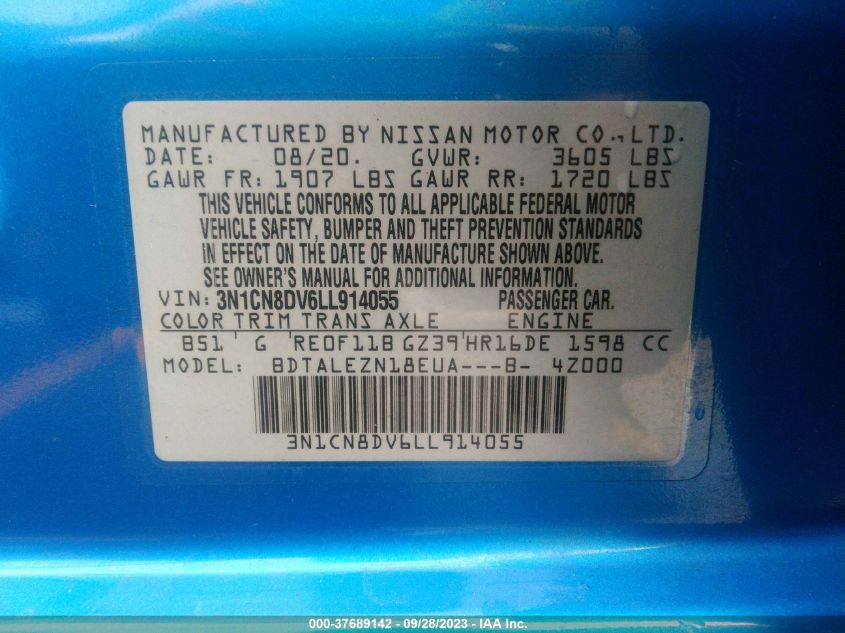 MANUFACTURED BY NISSAN MOTOR CO.,LTD.
DATE: 08/20. GVWR: 3605 LBS
GAWR FR: 1907 LBS GAWR RR: 1720 LBS
THIS VEHICLE CONFORMS TO ALL APPLICABLE FEDERAL MOTOR
VEHICLE SAFETY, BUMPER AND THEFT PREVENTION STANDARDS
IN EFFECT ON THE DATE OF MANUFACTURE SHOWN ABOVE.
SEE OWNER'S MANUAL FOR ADDITIONAL INFORMATION.
VIN: 3N1CN8DV6LL914055 PASSENGER CAR.
COLOR TRIM TRANS AXLE ENGINE
B51 G RE0F11B GZ39 HR16DE 1598 CC
MODEL: BDTALEZN18EUA---B- 4Z000
3N1CN8DV6LL914055
000-37689142 - 09/28/2023 - IAA Inc.